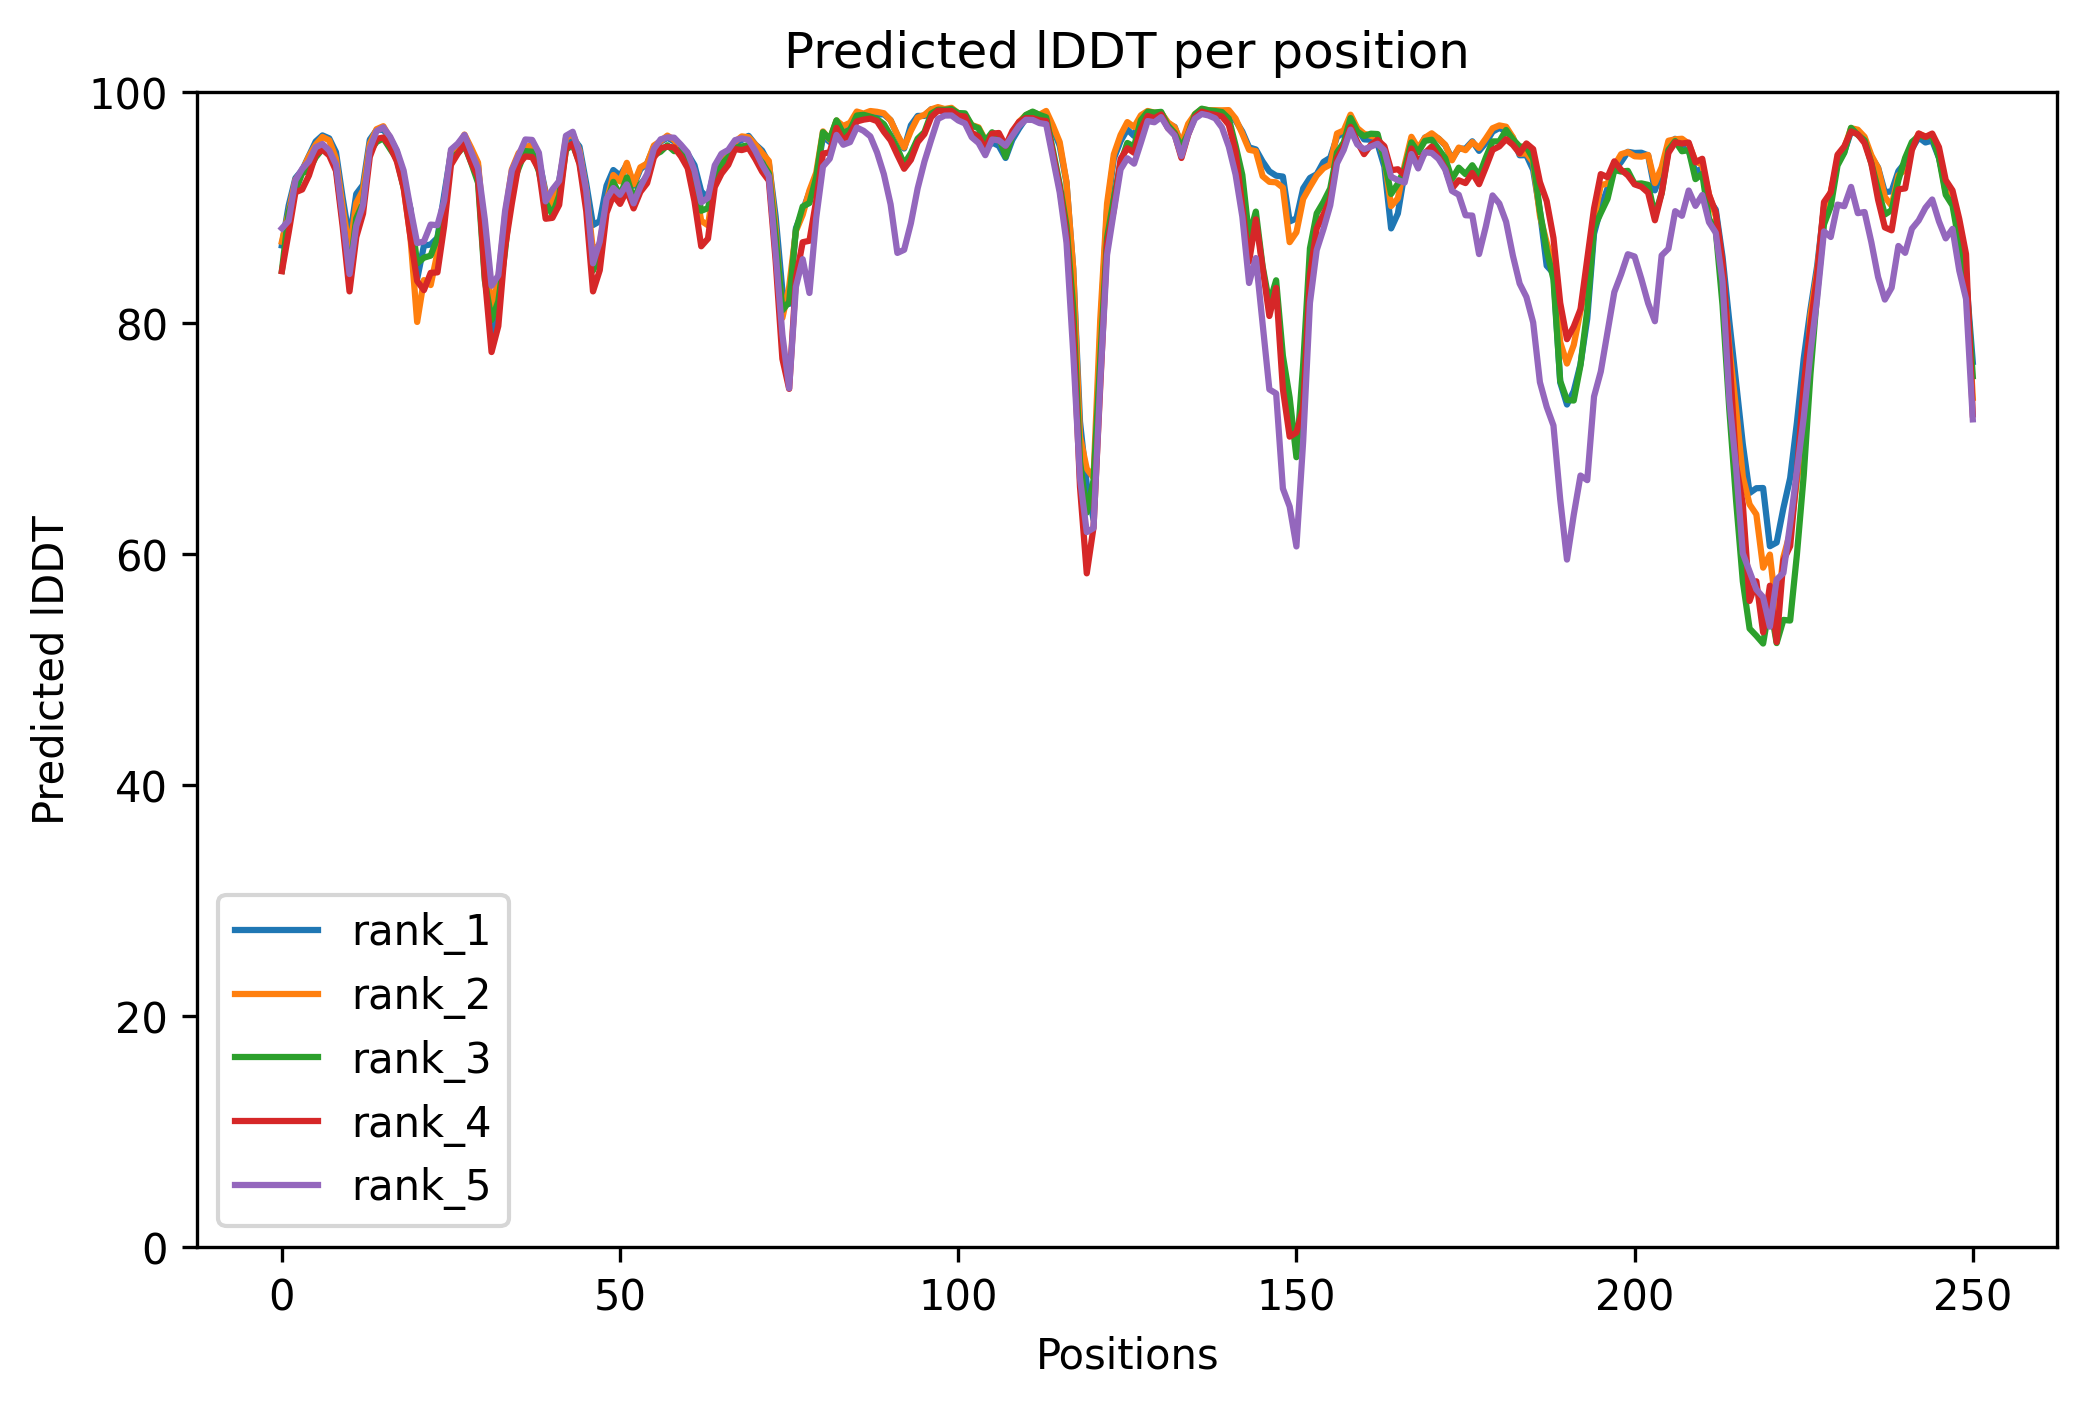 Predicted lDDT per position
Predicted lDDT
100
80
60
40
20
0
rank_1
rank_2
rank_3
rank_4
rank_5
0 50 100 150 200 250
Positions